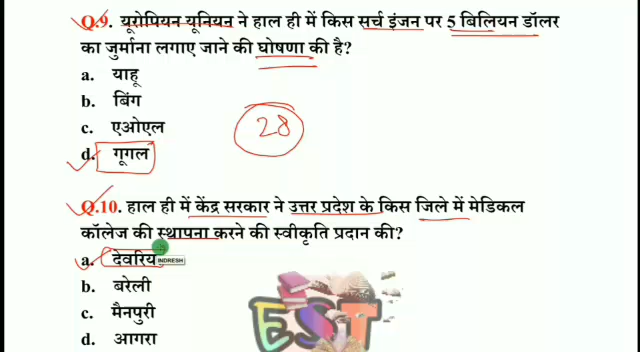 Q.9. यूरोपियन यूनियन ने हाल ही में किस सर्च इंजन पर 5 बिलियन डॉलर
का जुर्माना लगाए जाने की घोषणा की है?
a. याहू
b. बिंग
c. एओएल
28
d. गूगल
Q.10. हाल ही में केंद्र सरकार ने उत्तर प्रदेश के किस जिले में मेडिकल
कॉलेज की स्थापना करने की स्वीकृति प्रदान की?
a. देवरिय
INDRESH
b. बरेली
c. मैनपुरी
d. आगरा
EST